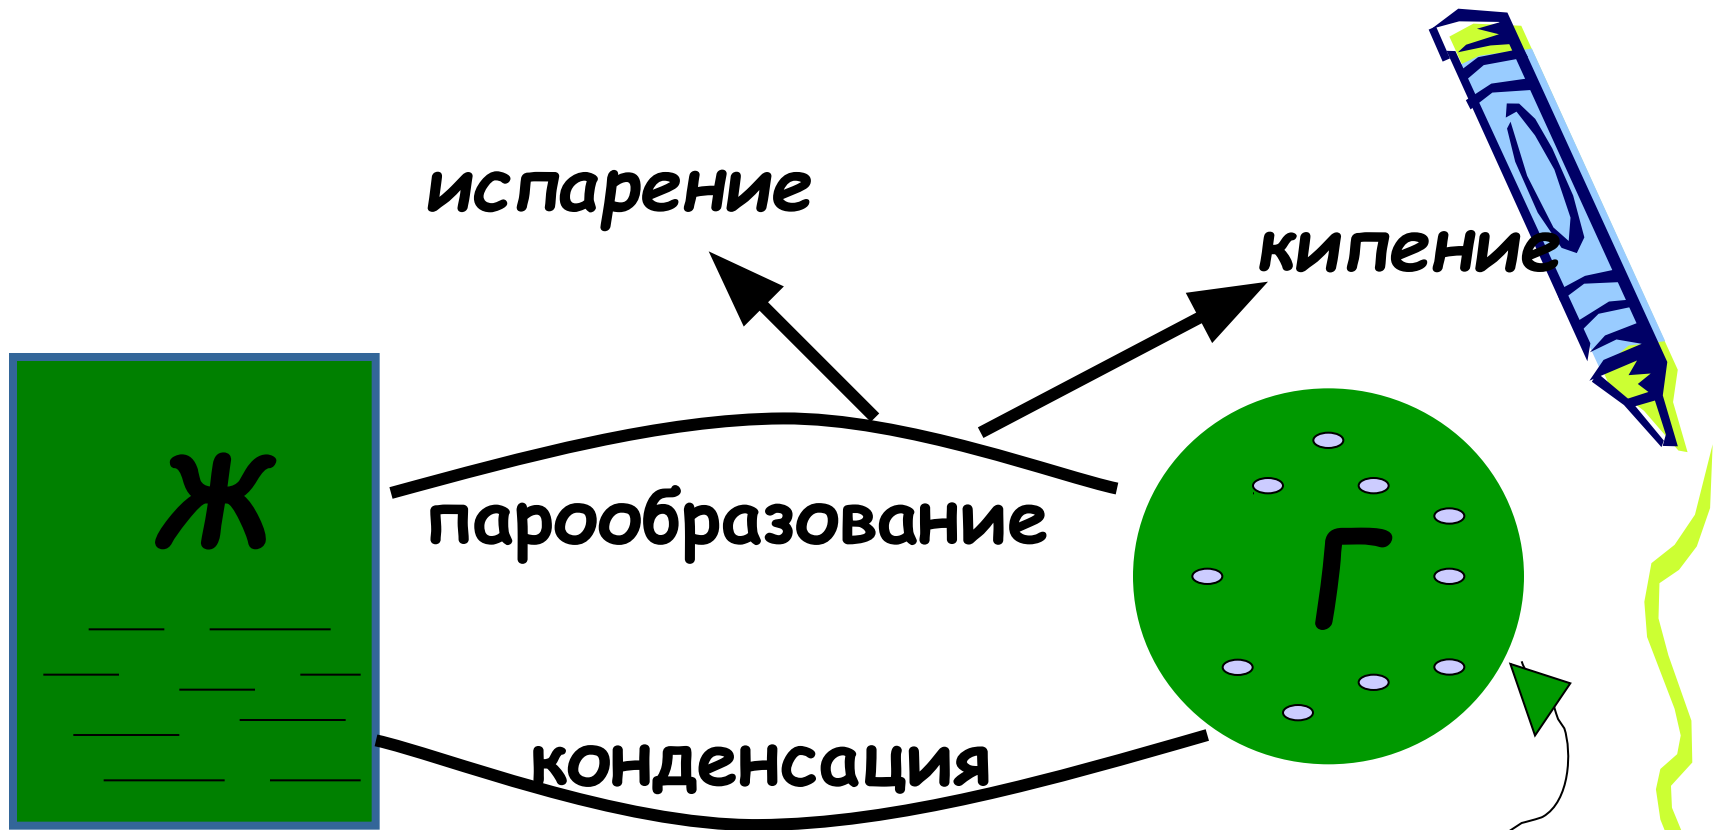 испарение
кипение
Ж
парообразование
Г
конденсация